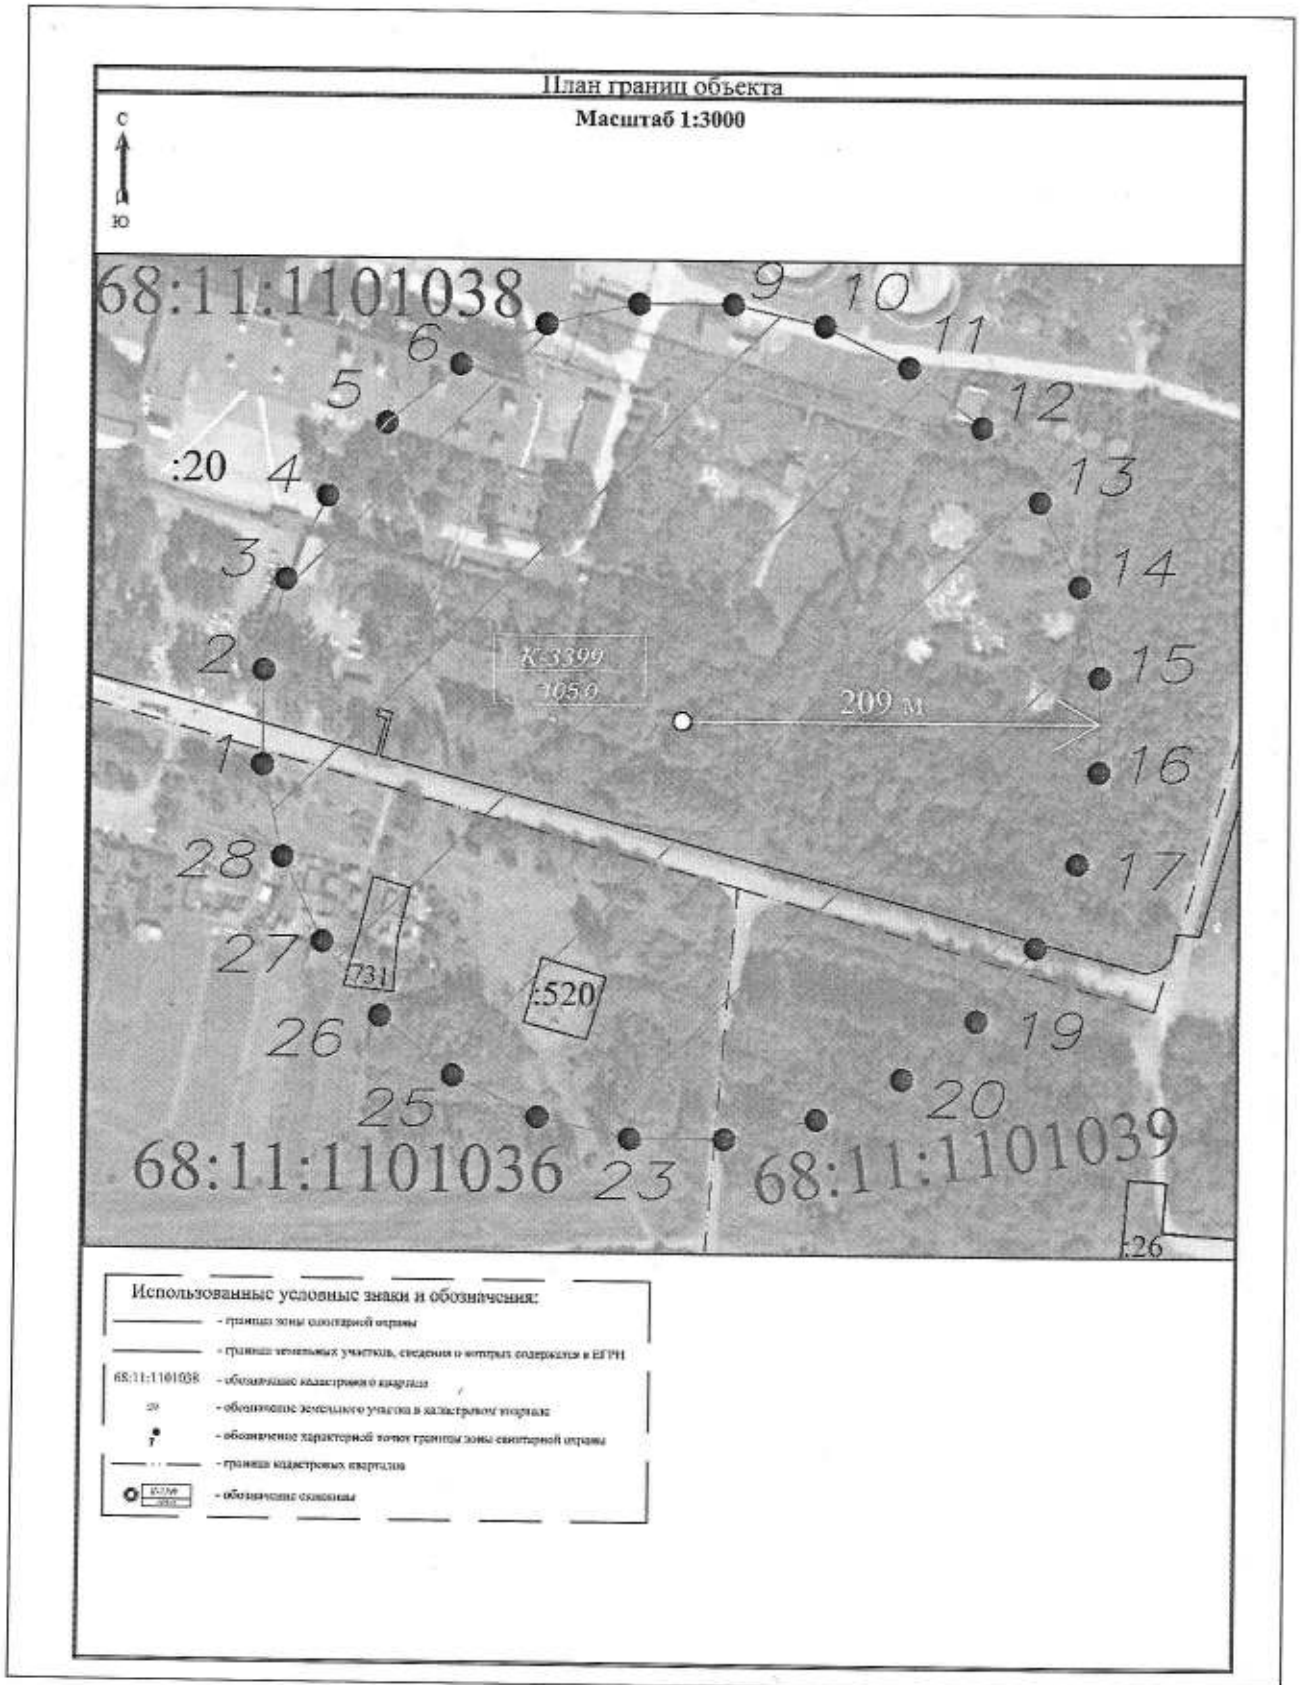 План границ объекта
Масштаб 1:3000
С
Ю
68:11:1101038
9
10
6
11
5
12
:20
4
13
3
14
2
К-3399
1050
15
209 м
1
16
28
17
27
:731
:520
26
19
25
20
68:11:1101036
23
68:11:1101039
:26
Использованные условные знаки и обозначения:
- граница зоны санитарной охраны
- граница земельных участков, сведения о которых содержатся в ЕГРН
68:11:1101038 - обозначение кадастрового квартала
:20 - обозначение земельного участка в кадастровом квартале
- обозначение характерной точки границы зоны санитарной охраны
- граница кадастровых кварталов
- обозначение скважины